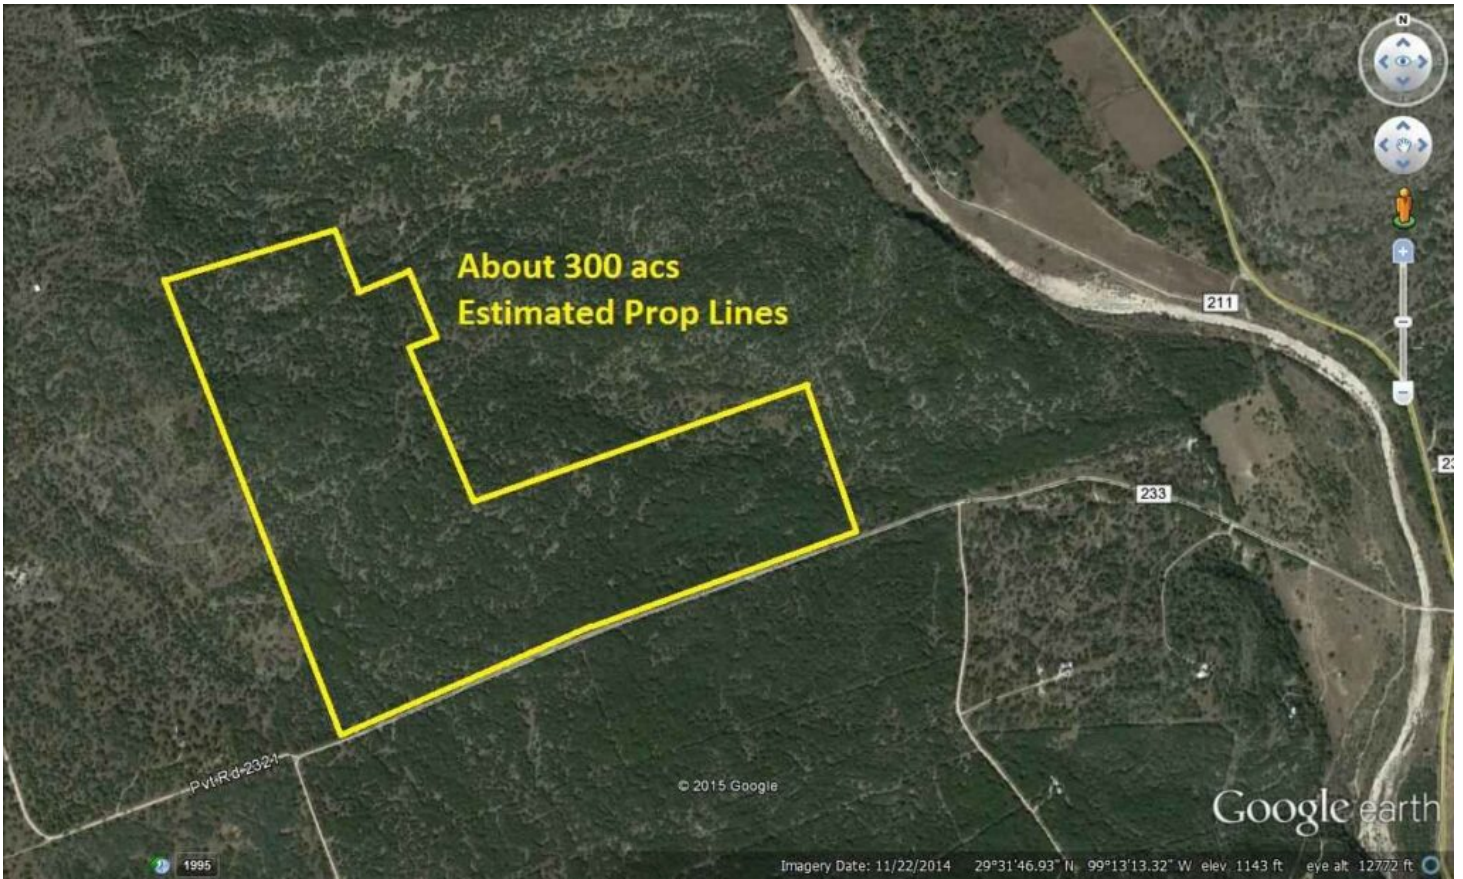 N
About 300 acs
Estimated Prop Lines
211
233
Pvt Rd 2321
© 2015 Google
Google earth
1995
Imagery Date: 11/22/2014 29°31'46.93" N 99°13'13.32" W elev 1143 ft eye alt 12772 ft